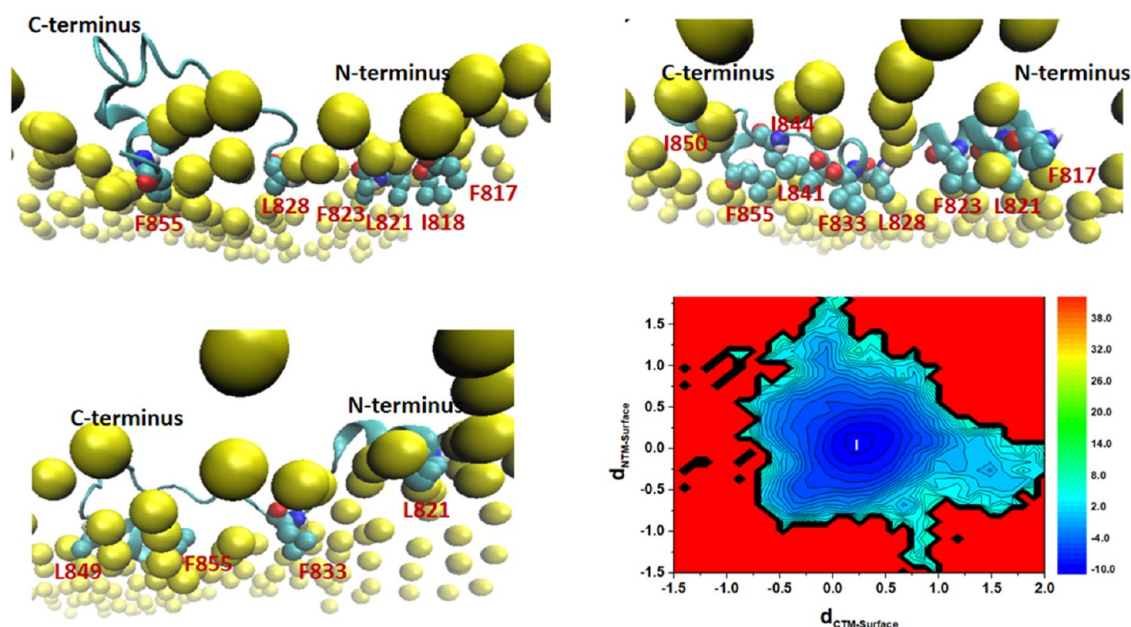 C-terminus
N-terminus
F855
L828
F823
L821
I818
F817
C-terminus
N-terminus
I850
I844
F855
L841
F833
L828
F823
L821
F817
C-terminus
N-terminus
L849
F855
F833
L821
d_NTM-Surface
1.5
1.0
0.5
0.0
-0.5
-1.0
-1.5
I
-1.5 -1.0 -0.5 0.0 0.5 1.0 1.5 2.0
d_CTM-Surface
38.0
32.0
26.0
20.0
14.0
8.0
2.0
-4.0
-10.0